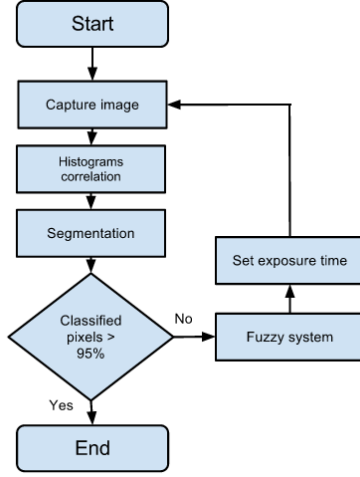 Start
Capture image
Histograms
correlation
Segmentation
Set exposure time
Classified
pixels >
95%
No
Fuzzy system
Yes
End